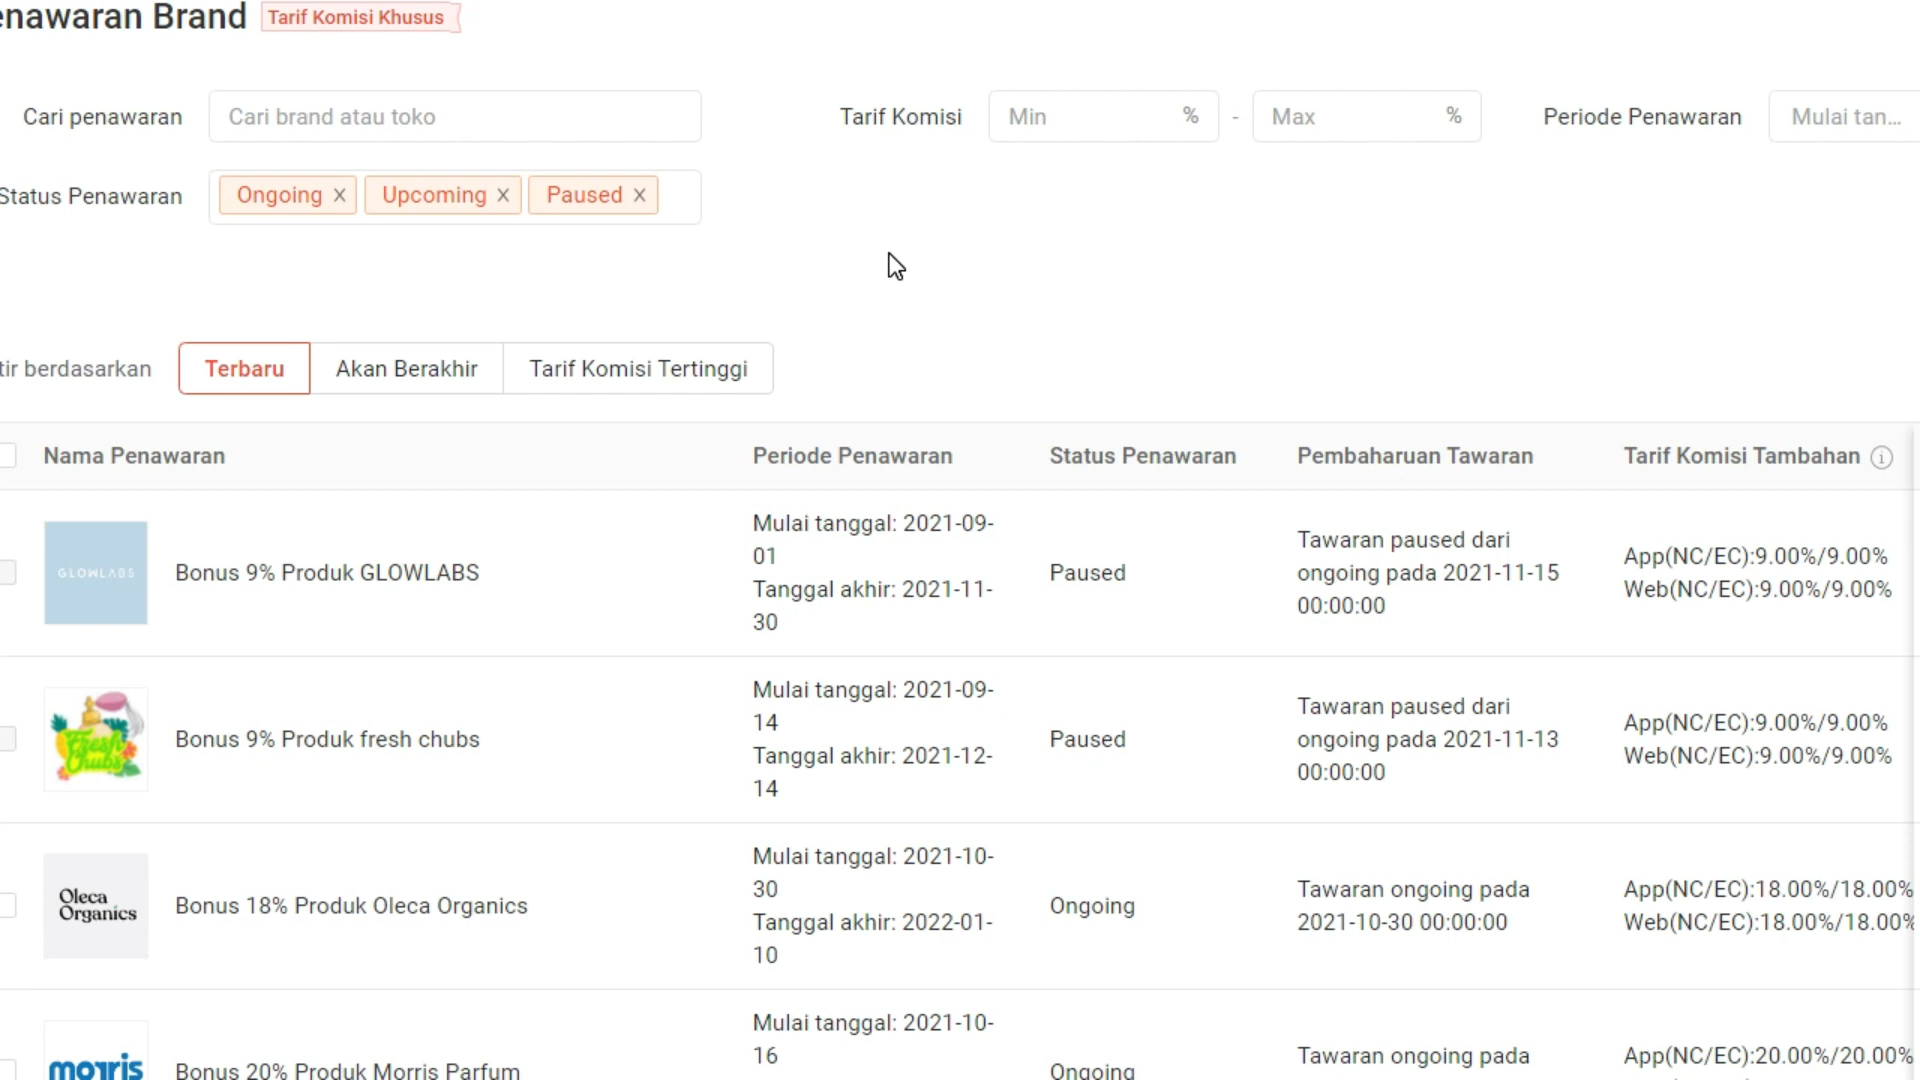 enawaran Brand Tarif Komisi Khusus
Cari penawaran Cari brand atau toko Tarif Komisi Min % - Max % Periode Penawaran Mulai tan...
Status Penawaran Ongoing X Upcoming X Paused X
tir berdasarkan Terbaru Akan Berakhir Tarif Komisi Tertinggi
Nama Penawaran Periode Penawaran Status Penawaran Pembaharuan Tawaran Tarif Komisi Tambahan
GLOWLABS
Bonus 9% Produk GLOWLABS
Mulai tanggal: 2021-09-
01
Tanggal akhir: 2021-11-
30
Paused
Tawaran paused dari
ongoing pada 2021-11-15
00:00:00
App(NC/EC):9.00%/9.00%
Web(NC/EC):9.00%/9.00%
Fresh
Chubs
Bonus 9% Produk fresh chubs
Mulai tanggal: 2021-09-
14
Tanggal akhir: 2021-12-
14
Paused
Tawaran paused dari
ongoing pada 2021-11-13
00:00:00
App(NC/EC):9.00%/9.00%
Web(NC/EC):9.00%/9.00%
Oleca
Organics
Bonus 18% Produk Oleca Organics
Mulai tanggal: 2021-10-
30
Tanggal akhir: 2022-01-
10
Ongoing
Tawaran ongoing pada
2021-10-30 00:00:00
App(NC/EC):18.00%/18.00%
Web(NC/EC):18.00%/18.00%
morris
Bonus 20% Produk Morris Parfum
Mulai tanggal: 2021-10-
16
Ongoing
Tawaran ongoing pada
App(NC/EC):20.00%/20.00%